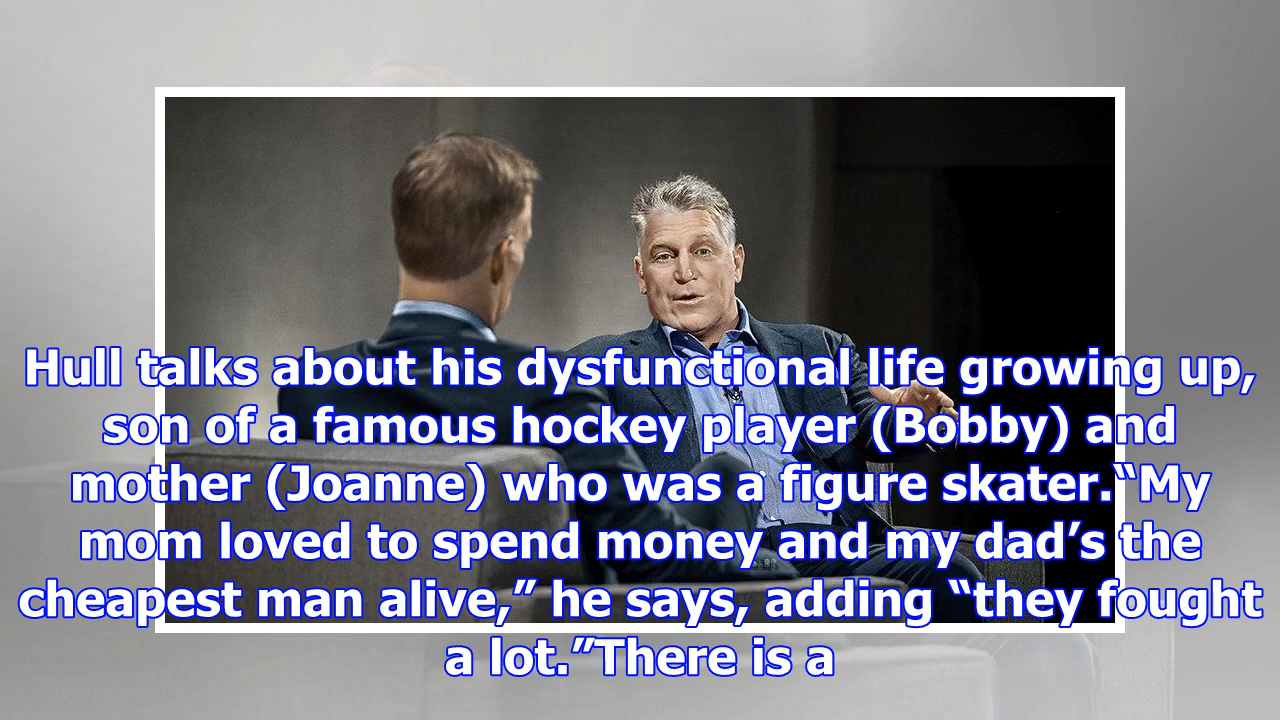 Hull talks about his dysfunctional life growing up,
son of a famous hockey player (Bobby) and
mother (Joanne) who was a figure skater.“My
mom loved to spend money and my dad’s the
cheapest man alive,” he says, adding “they fought
a lot.”There is a